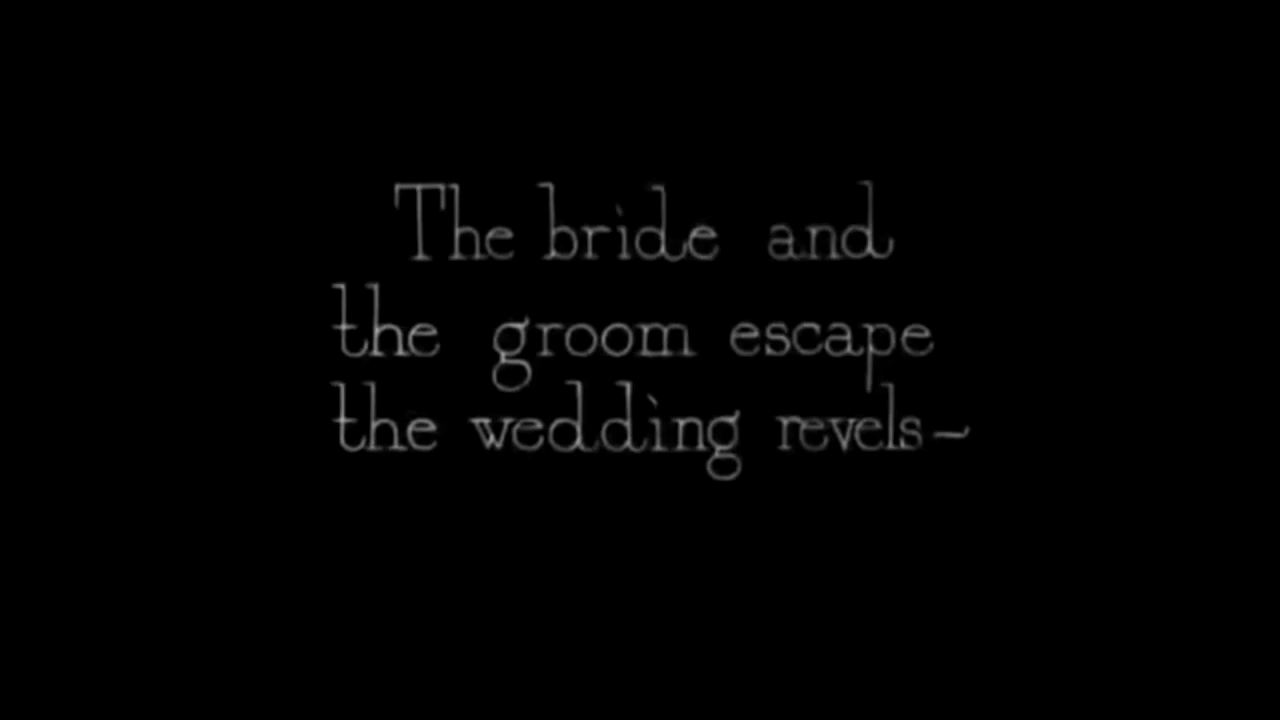 The bride and
the groom escape
the wedding revels—